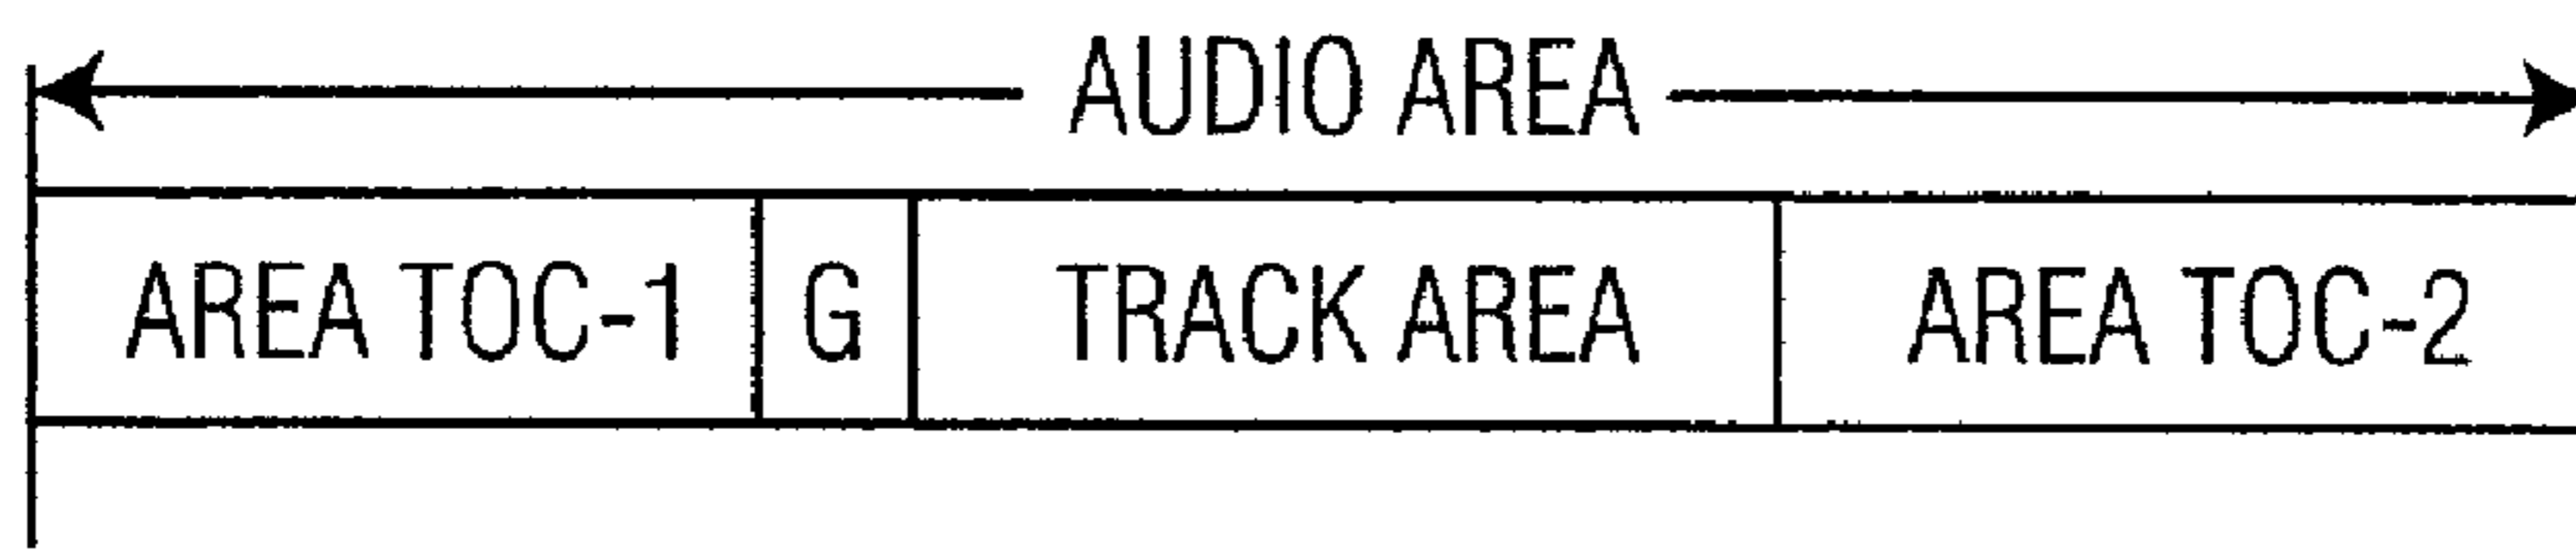 AUDIO AREA
AREA TOC-1 G TRACK AREA AREA TOC-2